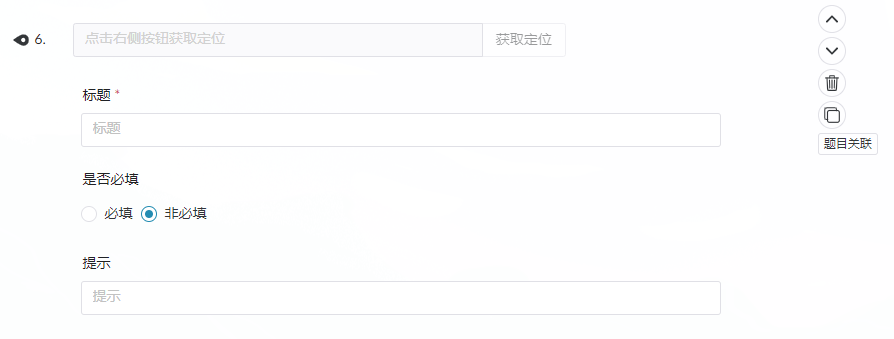 6. 点击右侧按钮获取定位 获取定位
标题 *
标题
题目关联
是否必填
必填 非必填
提示
提示